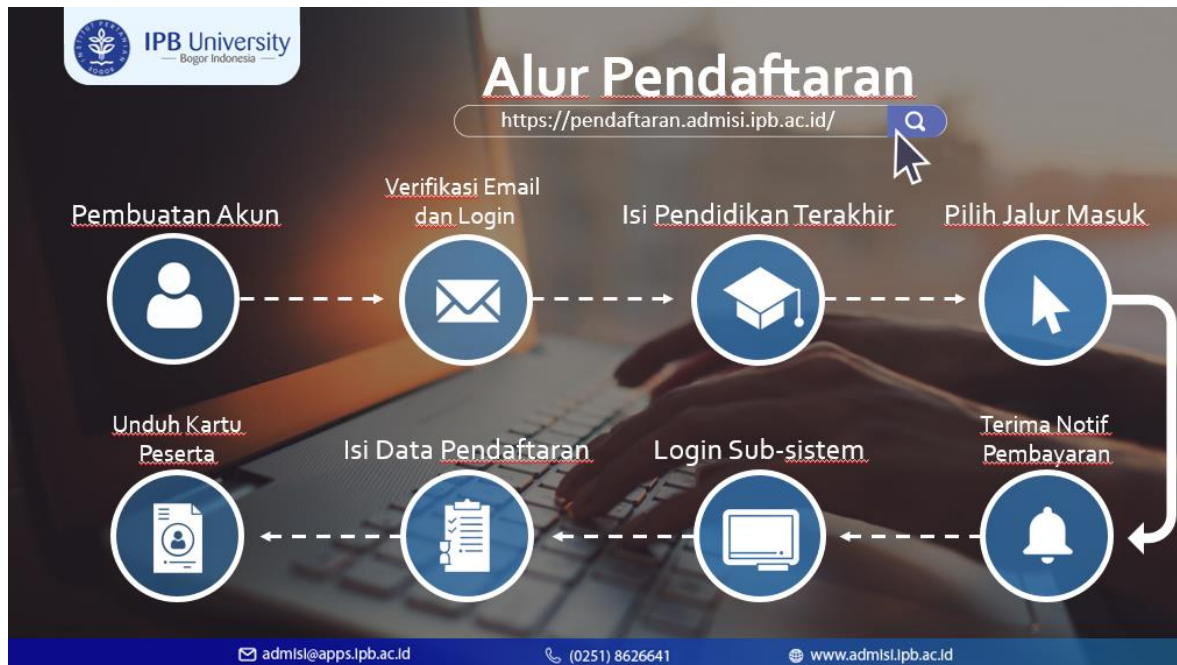 IPB University
Bogor Indonesia
Alur Pendaftaran
https://pendaftaran.admisi.ipb.ac.id/
Pembuatan Akun
Verifikasi Email
dan Login
Isi Pendidikan Terakhir
Pilih Jalur Masuk
Terima Notif
Pembayaran
Login Sub-sistem
Isi Data Pendaftaran
Unduh Kartu
Peserta
admisi@apps.ipb.ac.id
(0251) 8626641
www.admisi.ipb.ac.id